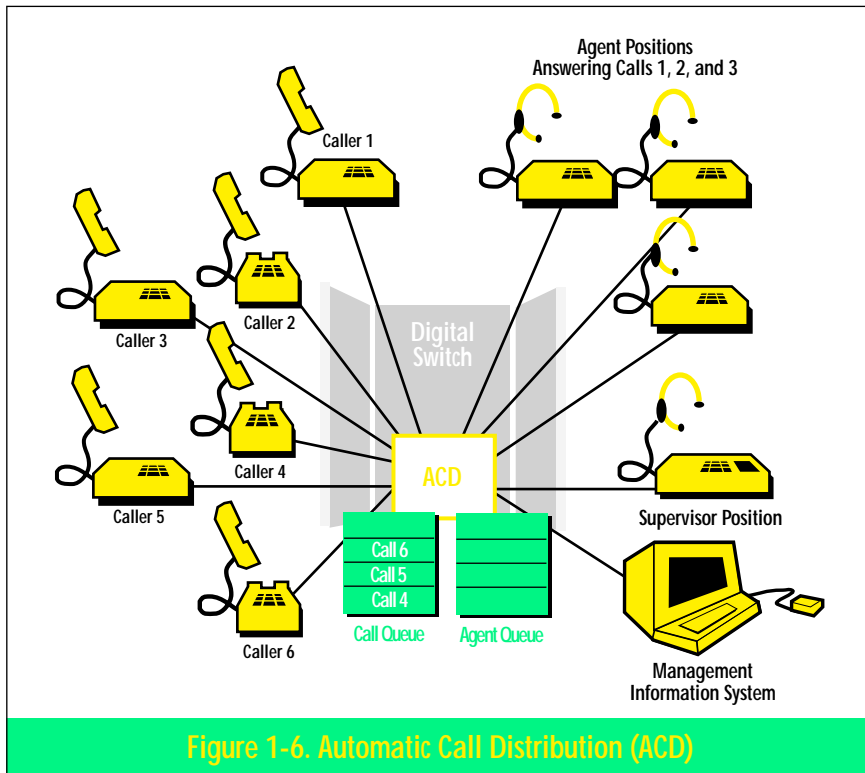 Agent Positions
Answering Calls 1, 2, and 3
Caller 1
Caller 2
Caller 3
Digital
Switch
Caller 4
ACD
Caller 5
Supervisor Position
Call 6
Call 5
Call 4
Call Queue
Agent Queue
Caller 6
Management
Information System
Figure 1-6. Automatic Call Distribution (ACD)